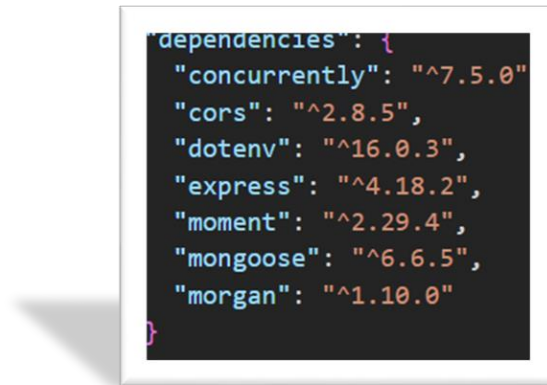 "dependencies": {
"concurrently": "^7.5.0"
"cors": "^2.8.5",
"dotenv": "^16.0.3",
"express": "^4.18.2",
"moment": "^2.29.4",
"mongoose": "^6.6.5",
"morgan": "^1.10.0"
}